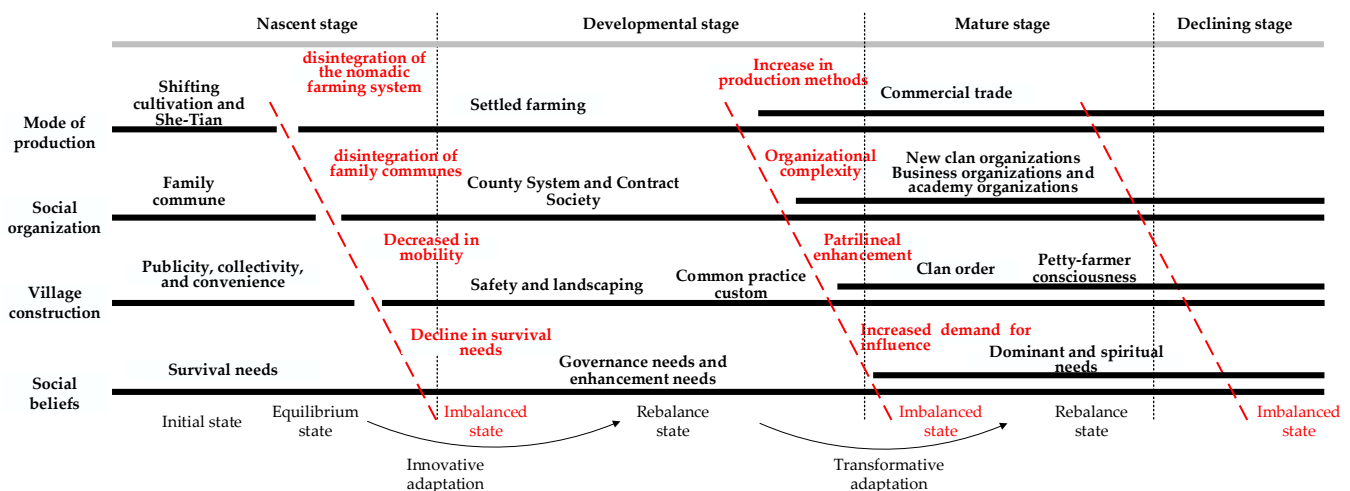 Nascent stage
Developmental stage
Mature stage
Declining stage
disintegration of
the nomadic
farming system
Increase in
production methods
Mode of
production
Shifting
cultivation and
She-Tian
Settled farming
Commercial trade
disintegration of
family communes
Organizational
complexity
Social
organization
Family
commune
County System and Contract
Society
New clan organizations
Business organizations and
academy organizations
Decreased in
mobility
Patrilineal
enhancement
Village
construction
Publicity, collectivity,
and convenience
Safety and landscaping
Common practice
custom
Clan order
Petty-farmer
consciousness
Decline in survival
needs
Increased demand for
influence
Social
beliefs
Survival needs
Governance needs and
enhancement needs
Dominant and spiritual
needs
Initial state
Equilibrium
state
Imbalanced
state
Rebalance
state
Imbalanced
state
Rebalance
state
Imbalanced
state
Innovative
adaptation
Transformative
adaptation